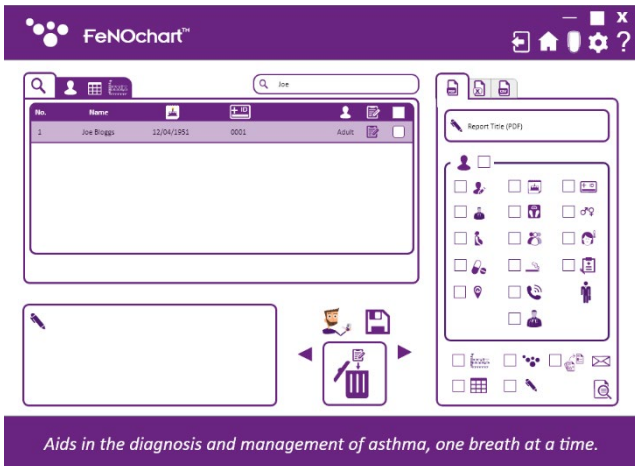 FeNOchart™
Joe
No. Name ID
1 Joe Bloggs 12/04/1951 0001 Adult
Report Title (PDF)
Aids in the diagnosis and management of asthma, one breath at a time.